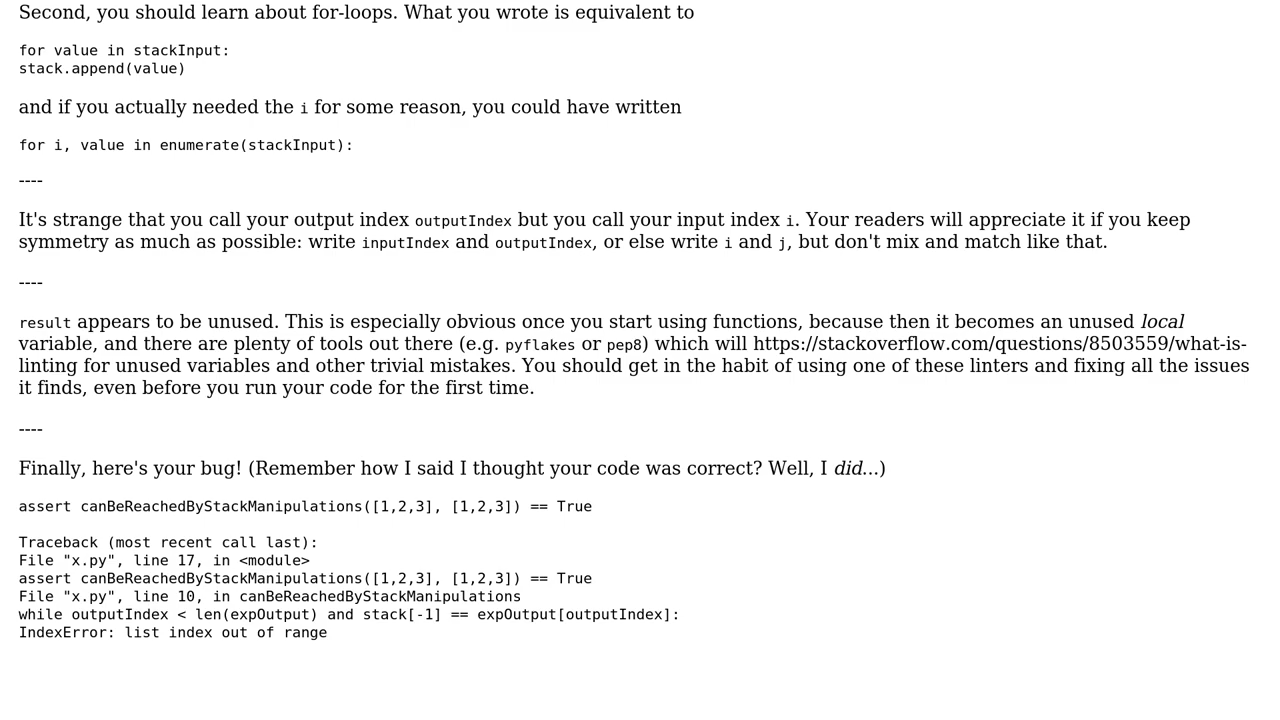 Second, you should learn about for-loops. What you wrote is equivalent to
for value in stackInput:
stack.append(value)
and if you actually needed the i for some reason, you could have written
for i, value in enumerate(stackInput):
----
It's strange that you call your output index outputIndex but you call your input index i. Your readers will appreciate it if you keep
symmetry as much as possible: write inputIndex and outputIndex, or else write i and j, but don't mix and match like that.
----
result appears to be unused. This is especially obvious once you start using functions, because then it becomes an unused local
variable, and there are plenty of tools out there (e.g. pyflakes or pep8) which will https://stackoverflow.com/questions/8503559/what-is-
linting for unused variables and other trivial mistakes. You should get in the habit of using one of these linters and fixing all the issues
it finds, even before you run your code for the first time.
----
Finally, here's your bug! (Remember how I said I thought your code was correct? Well, I did...)
assert canBeReachedByStackManipulations([1,2,3], [1,2,3]) == True
Traceback (most recent call last):
File "x.py", line 17, in <module>
assert canBeReachedByStackManipulations([1,2,3], [1,2,3]) == True
File "x.py", line 10, in canBeReachedByStackManipulations
while outputIndex < len(expOutput) and stack[-1] == expOutput[outputIndex]:
IndexError: list index out of range